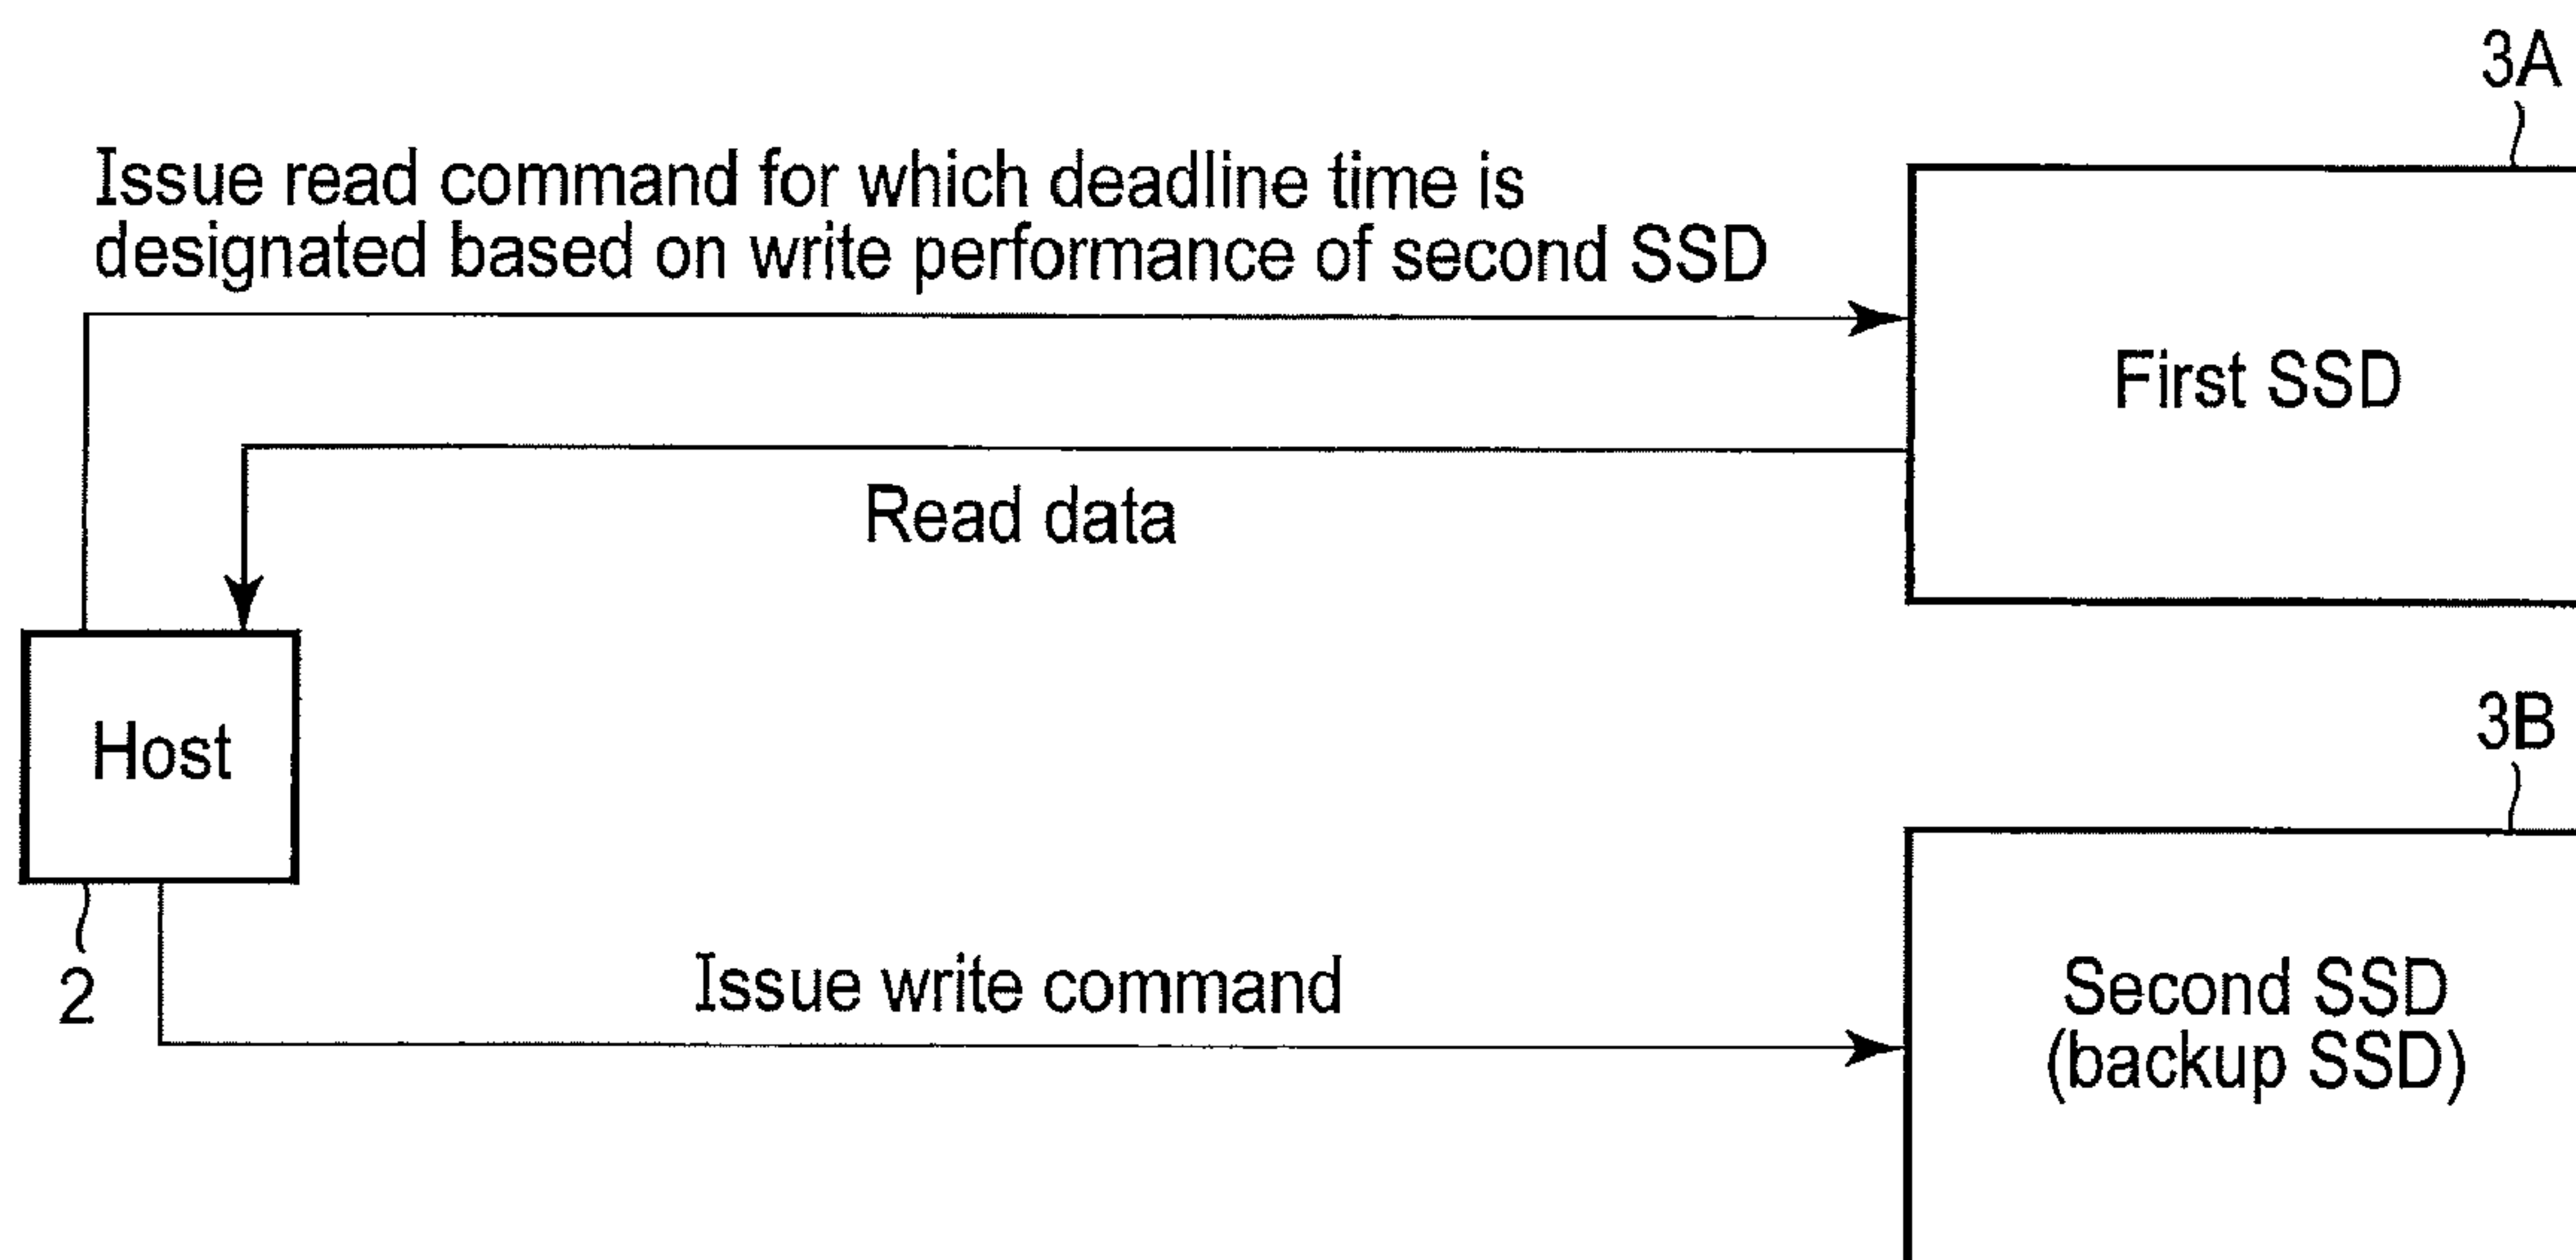 3A
Issue read command for which deadline time is
designated based on write performance of second SSD
First SSD
Read data
Host
3B
2
Issue write command
Second SSD
(backup SSD)